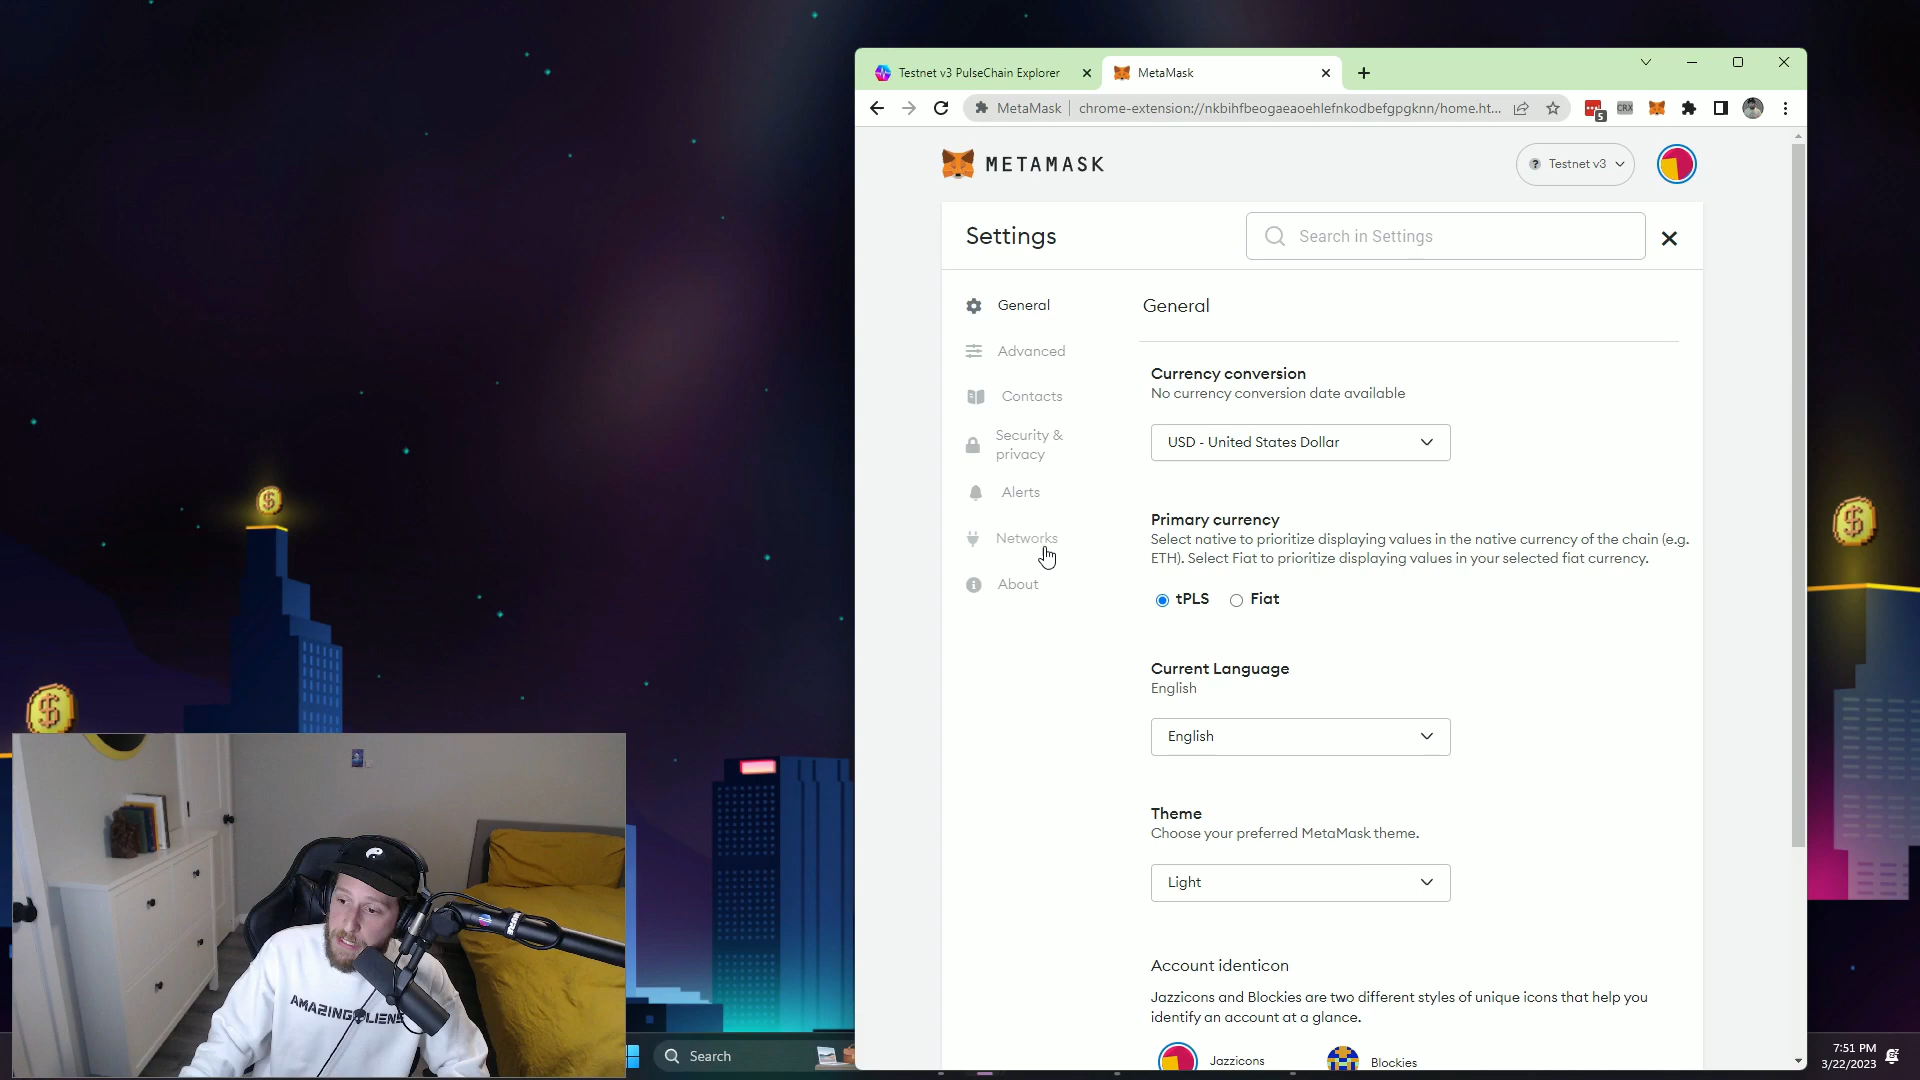 Testnet v3 PulseChain Explorer
MetaMask
MetaMask
chrome-extension://nkbihfbeogaeaoehlefnkodbefgpgknn/home.ht...
5
CRX
METAMASK
? Testnet v3
Settings
Search in Settings
General
Advanced
Contacts
Security &
privacy
Alerts
Networks
About
General
Currency conversion
No currency conversion date available
USD - United States Dollar
Primary currency
Select native to prioritize displaying values in the native currency of the chain (e.g.
ETH). Select Fiat to prioritize displaying values in your selected fiat currency.
tPLS
Fiat
Current Language
English
English
Theme
Choose your preferred MetaMask theme.
Light
Account identicon
Jazzicons and Blockies are two different styles of unique icons that help you
identify an account at a glance.
Jazzicons
Blockies
AMAZINGALIENS
SHURE
Search
7:51 PM
3/22/2023